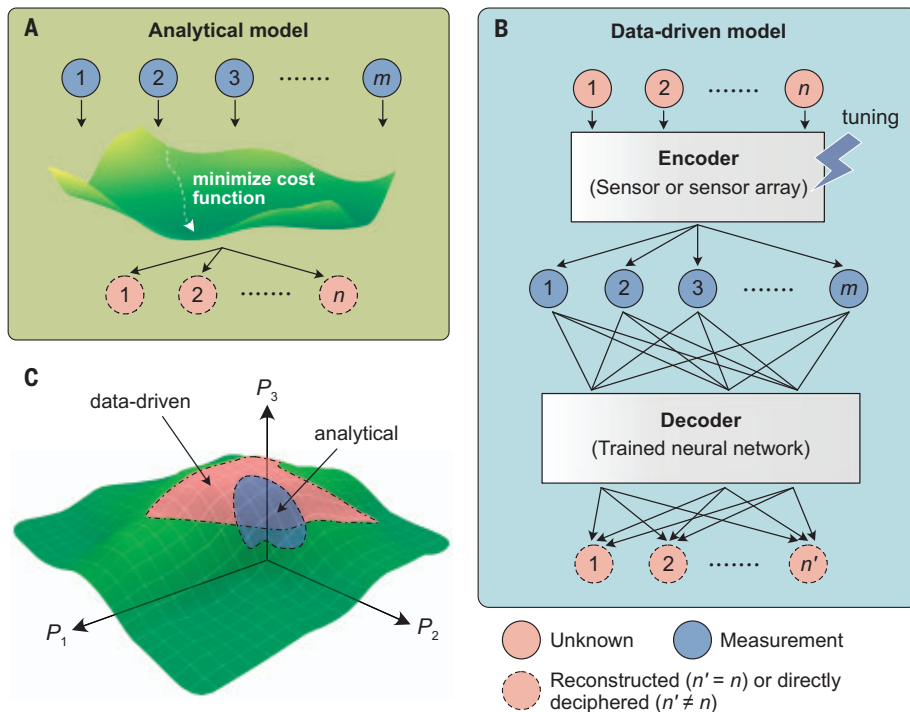 A
Analytical model
1 2 3 ······· m
minimize cost
function
1 2 ······· n
B
Data-driven model
1 2 ······· n
tuning
Encoder
(Sensor or sensor array)
1 2 3 ······· m
Decoder
(Trained neural network)
1 2 ······· n'
C
data-driven
P3
analytical
P1
P2
Unknown
Measurement
Reconstructed (n' = n) or directly
deciphered (n' ≠ n)